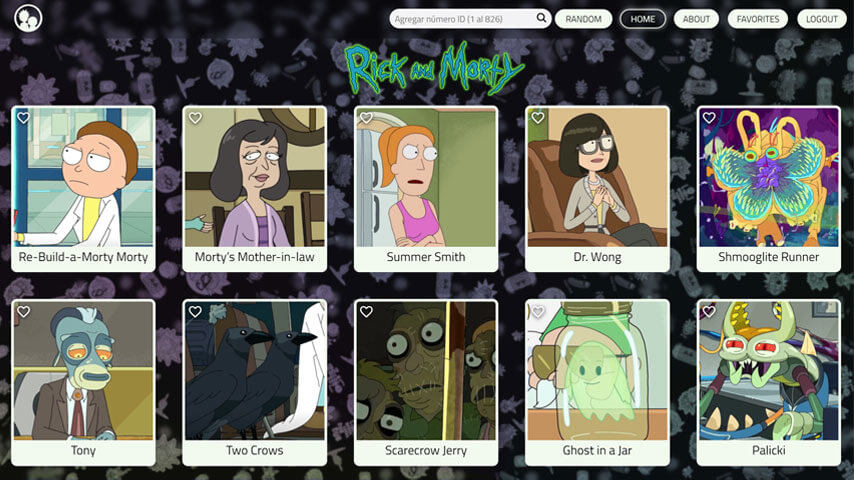 Agregar número ID (1 al 826)
RANDOM
HOME
ABOUT
FAVORITES
LOGOUT
Rick and Morty
Re-Build-a-Morty Morty
Morty's Mother-in-law
Summer Smith
Dr. Wong
Shmooglite Runner
Tony
Two Crows
Scarecrow Jerry
Ghost in a Jar
Palicki